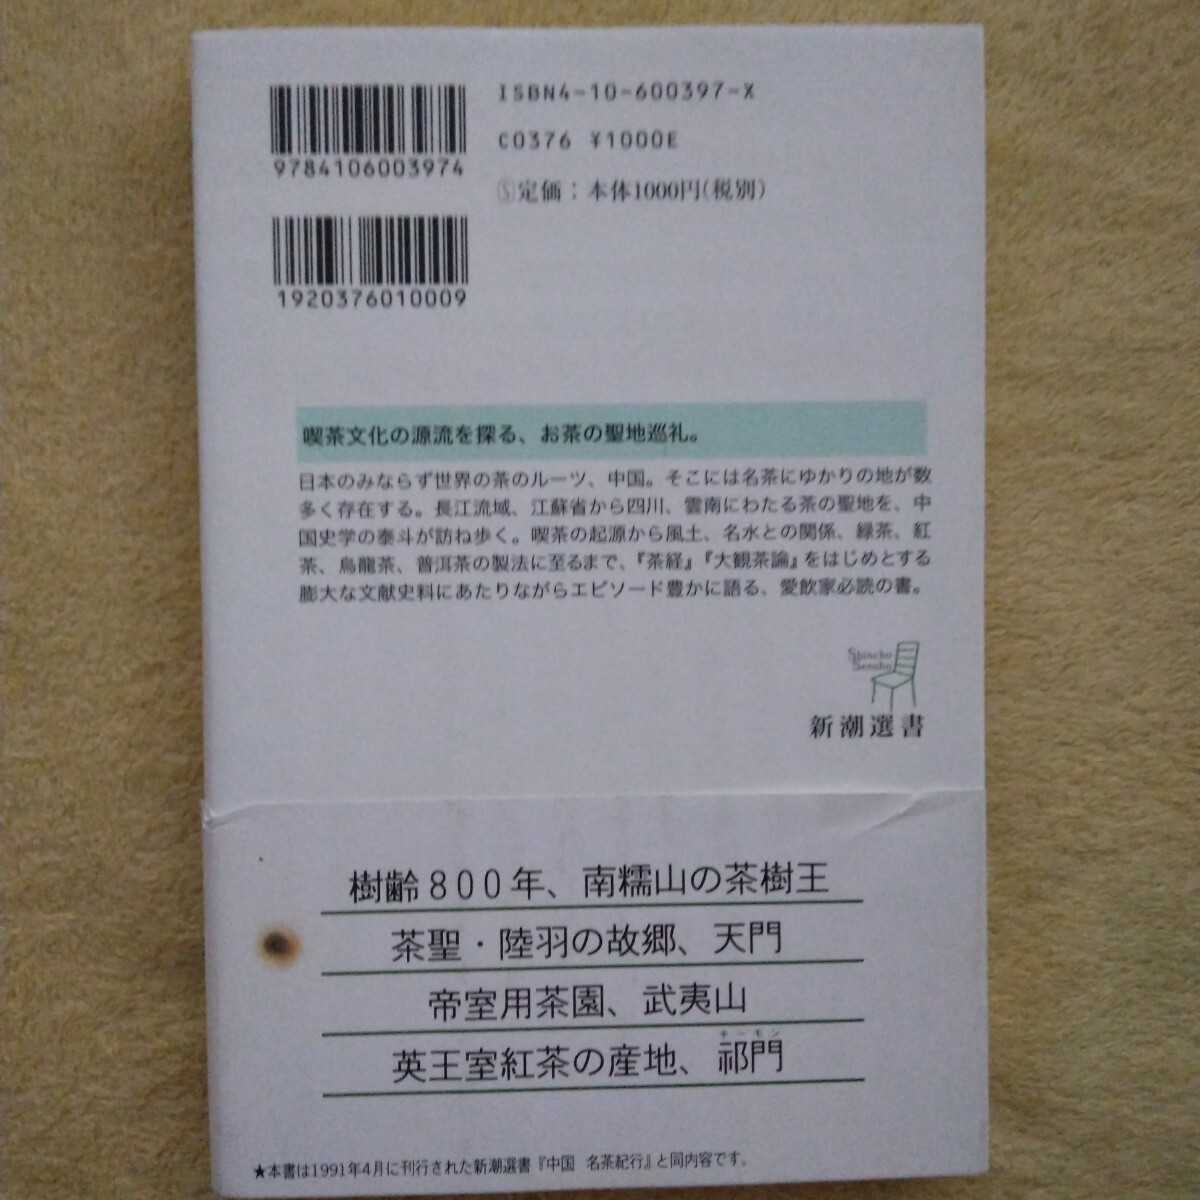 ISBN4-10-600397-X
C0376 ¥1000E
9784106003974
Ⓢ定価：本体1000円(税別)
1920376010009
喫茶文化の源流を探る、お茶の聖地巡礼。
日本のみならず世界の茶のルーツ、中国。そこには名茶にゆかりの地が数
多く存在する。長江流域、江蘇省から四川、雲南にわたる茶の聖地を、中
国史学の泰斗が訪ね歩く。喫茶の起源から風土、名水との関係、緑茶、紅
茶、烏龍茶、普洱茶の製法に至るまで、『茶経』『大観茶論』をはじめとする
膨大な文献史料にあたりながらエピソード豊かに語る、愛飲家必読の書。
Shincho
Sensho
新潮選書
樹齢800年、南糯山の茶樹王
茶聖・陸羽の故郷、天門
帝室用茶園、武夷山
キーモン
英王室紅茶の産地、祁門
★本書は1991年4月に刊行された新潮選書『中国 名茶紀行』と同内容です。